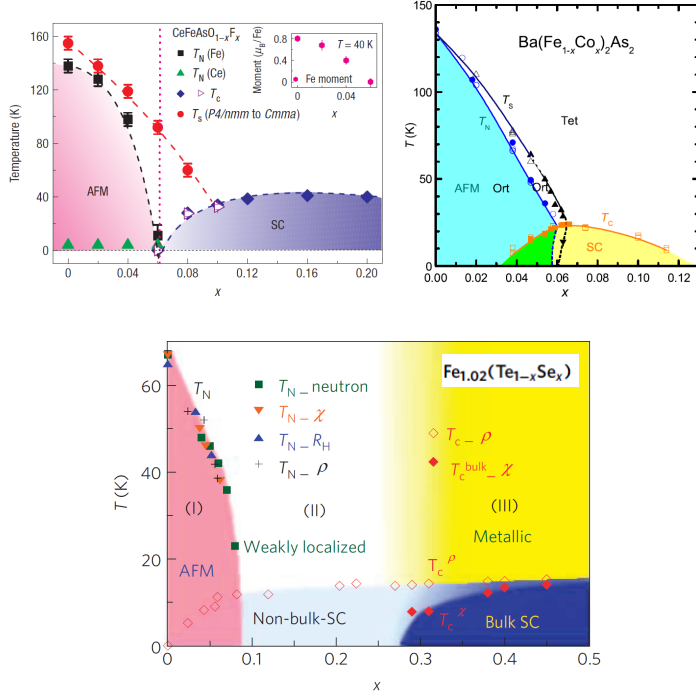 CeFeAsO1−xFx
TN (Fe)
TN (Ce)
Tc
Ts (P4/nmm to Cmma)
Temperature (K)
160
120
80
40
0
AFM
SC
0
0.04
0.08
0.12
0.16
0.20
x
Moment (μB/Fe)
0.8
0.4
0.0
T = 40 K
Fe moment
0
0.04
x
Ba(Fe1-xCox)2As2
T (K)
150
100
50
0
TS
TN
Tet
AFM
Ort
Ort
TC
SC
0.00
0.02
0.04
0.06
0.08
0.10
0.12
x
Fe1.02(Te1−xSex)
T (K)
60
40
20
0
TN
TN – neutron
TN – χ
TN – RH
TN – ρ
Tc – ρ
Tc bulk – χ
(I)
(II)
(III)
Weakly localized
Metallic
AFM
Tc ρ
Non-bulk-SC
Tc χ
Bulk SC
0
0.1
0.2
0.3
0.4
0.5
x